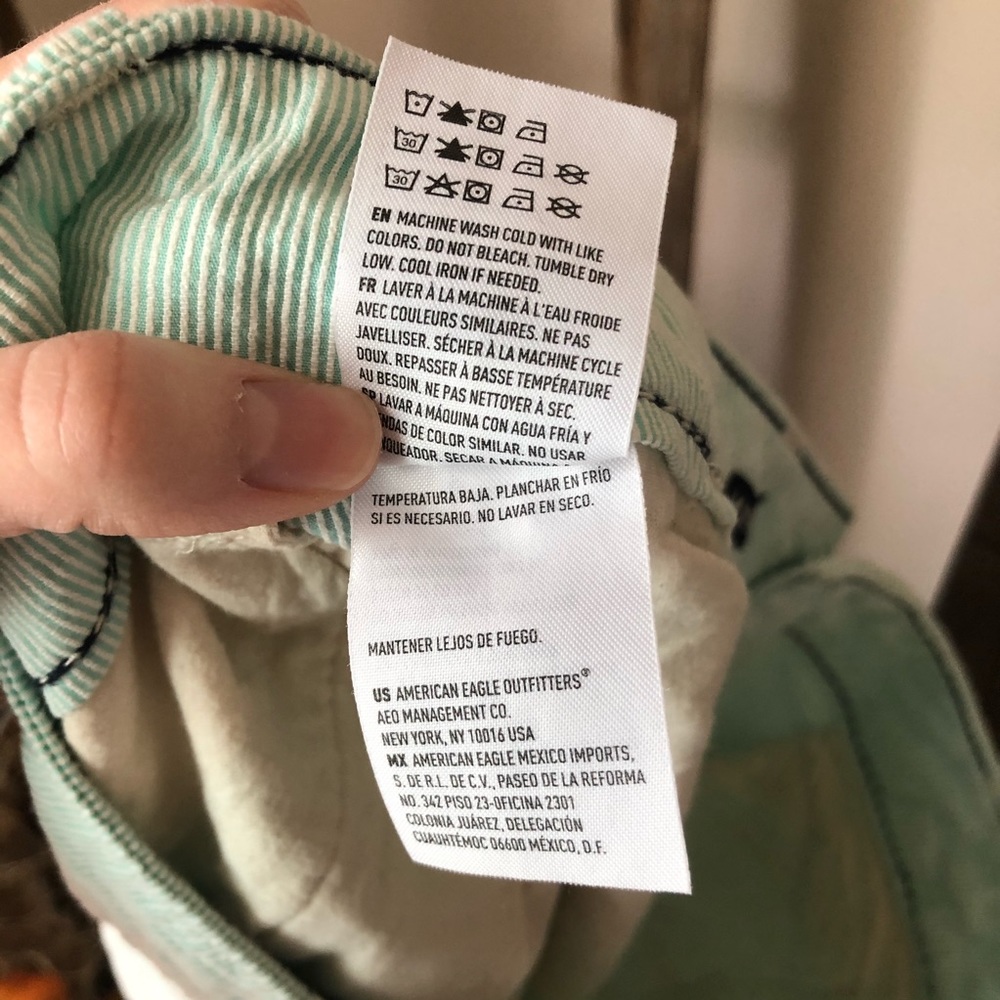 30
30
EN MACHINE WASH COLD WITH LIKE
COLORS. DO NOT BLEACH. TUMBLE DRY
LOW. COOL IRON IF NEEDED.
FR LAVER À LA MACHINE À L'EAU FROIDE
AVEC COULEURS SIMILAIRES. NE PAS
JAVELLISER. SÉCHER À LA MACHINE CYCLE
DOUX. REPASSER À BASSE TEMPÉRATURE
AU BESOIN. NE PAS NETTOYER À SEC.
LAVAR A MÁQUINA CON AGUA FRÍA Y
DE COLOR SIMILAR. NO USAR
SECAR A MÁQUINA
TEMPERATURA BAJA. PLANCHAR EN FRÍO
SI ES NECESARIO. NO LAVAR EN SECO.
MANTENER LEJOS DE FUEGO.
US AMERICAN EAGLE OUTFITTERS®
AEO MANAGEMENT CO.
NEW YORK, NY 10016 USA
MX AMERICAN EAGLE MEXICO IMPORTS,
S. DE R.L. DE C.V., PASEO DE LA REFORMA
NO. 342 PISO 23-OFICINA 2301
COLONIA JUÁREZ, DELEGACIÓN
CUAUHTÉMOC 06600 MÉXICO, D.F.